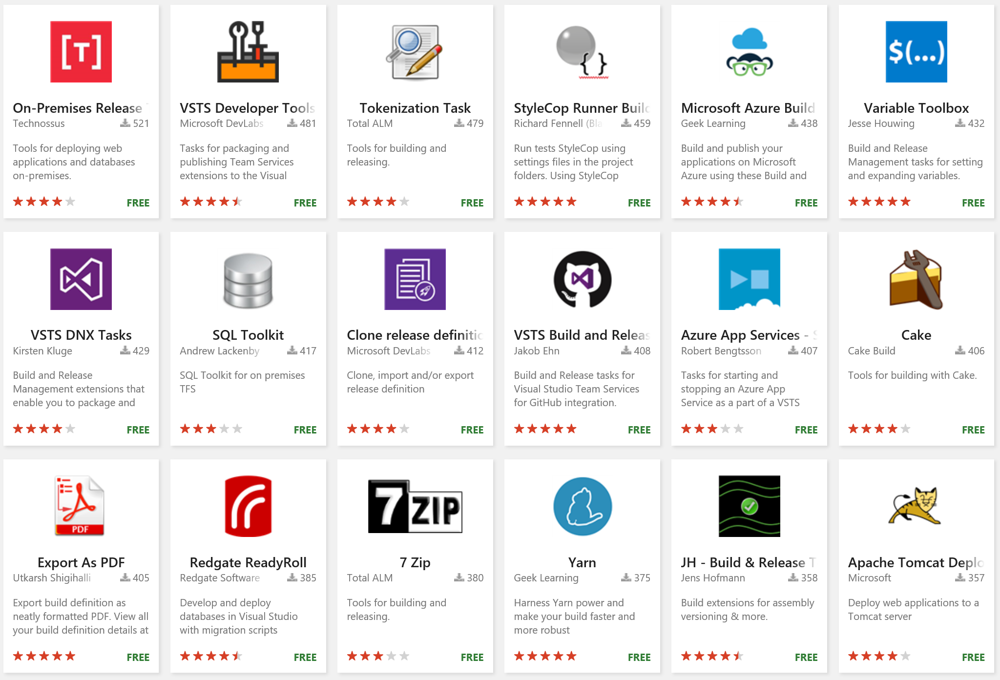 [T]
On-Premises Release
Technossus 521
Tools for deploying web
applications and databases
on-premises.
FREE
VSTS Developer Tools
Microsoft DevLabs 481
Tasks for packaging and
publishing Team Services
extensions to the Visual
FREE
Tokenization Task
Total ALM 479
Tools for building and
releasing.
FREE
{ }
StyleCop Runner Build
Richard Fennell (Bla 459
Run tests StyleCop using
settings files in the project
folders. Using StyleCop
FREE
Microsoft Azure Build
Geek Learning 438
Build and publish your
applications on Microsoft
Azure using these Build and
FREE
$(...)
Variable Toolbox
Jesse Houwing 432
Build and Release
Management tasks for setting
and expanding variables.
FREE
VSTS DNX Tasks
Kirsten Kluge 429
Build and Release
Management extensions that
enable you to package and
FREE
SQL Toolkit
Andrew Lackenby 417
SQL Toolkit for on premises
TFS
FREE
Clone release definitio
Microsoft DevLabs 412
Clone, import and/or export
release definition
FREE
VSTS Build and Releas
Jakob Ehn 408
Build and Release tasks for
Visual Studio Team Services
for GitHub integration.
FREE
Azure App Services - S
Robert Bengtsson 407
Tasks for starting and
stopping an Azure App
Service as a part of a VSTS
FREE
Cake
Cake Build 406
Tools for building with Cake.
FREE
PDF
Export As PDF
Utkarsh Shigihalli 405
Export build definition as
neatly formatted PDF. View all
your build definition details at
FREE
Redgate ReadyRoll
Redgate Software 385
Develop and deploy
databases in Visual Studio
with migration scripts
FREE
7 ZIP
7 Zip
Total ALM 380
Tools for building and
releasing.
FREE
Yarn
Geek Learning 375
Harness Yarn power and
make your build faster and
more robust
FREE
JH - Build & Release T
Jens Hofmann 358
Build extensions for assembly
versioning & more.
FREE
Apache Tomcat Deplo
Microsoft 357
Deploy web applications to a
Tomcat server
FREE